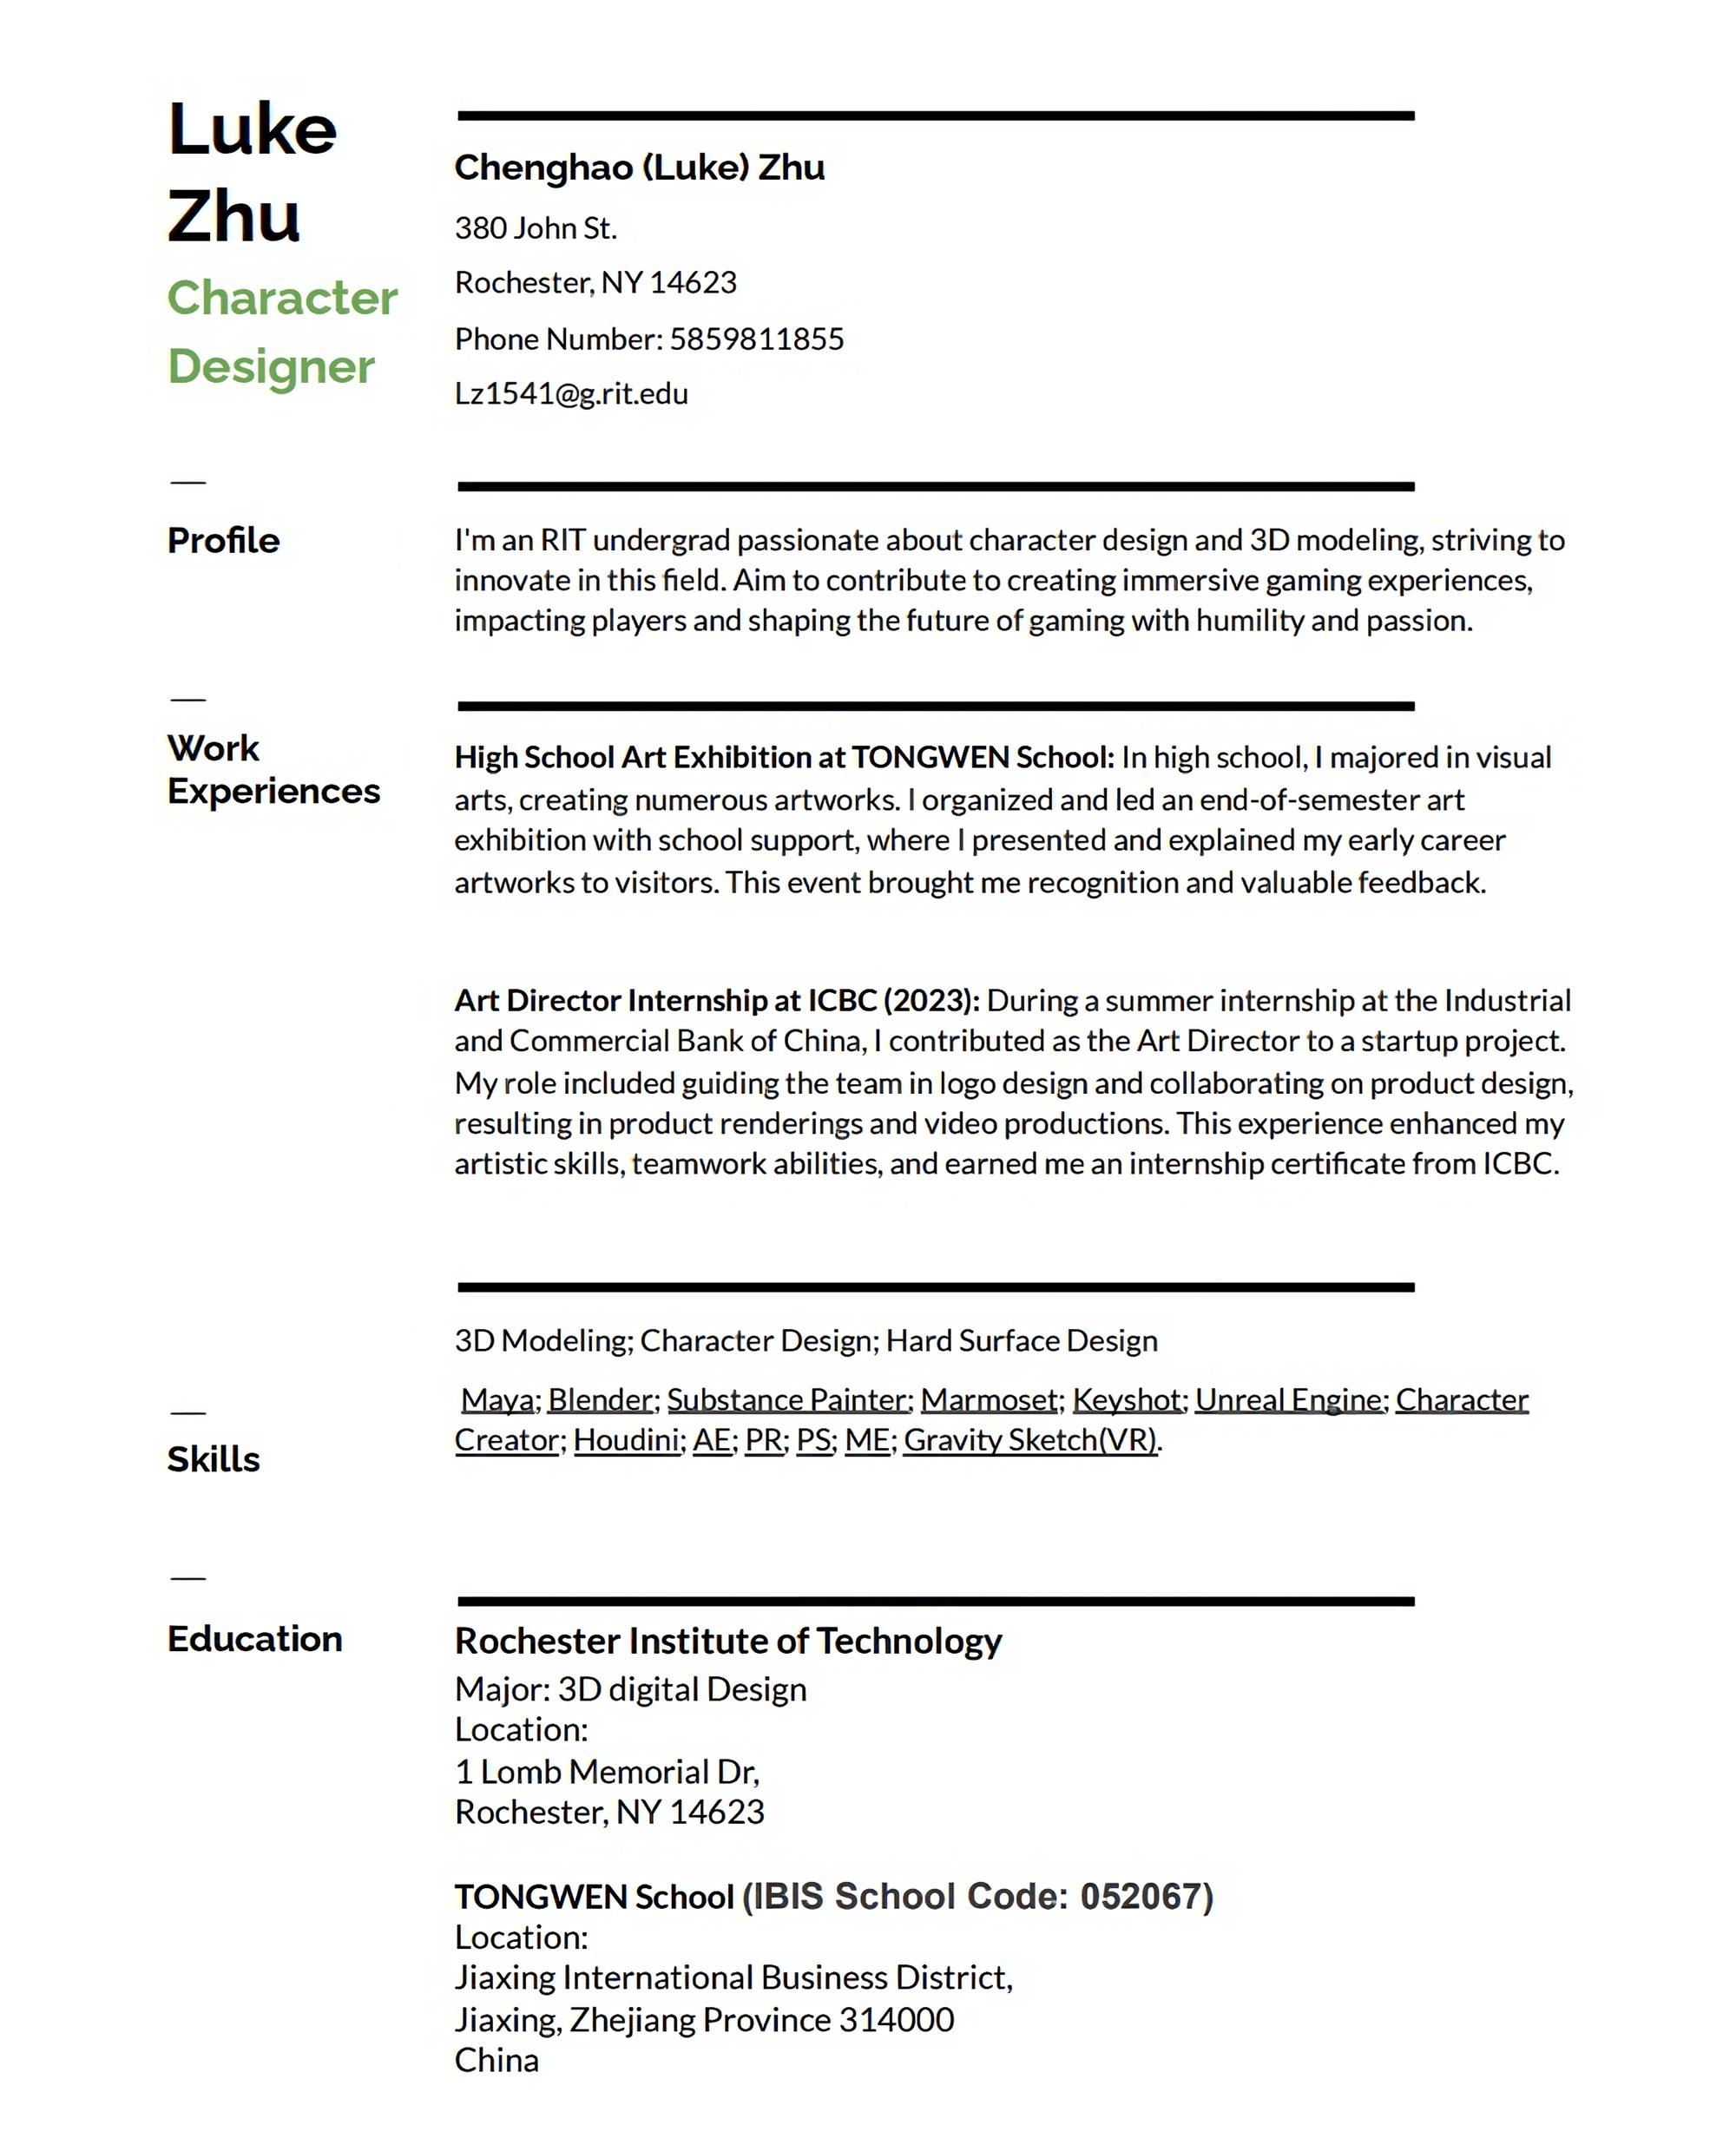 Luke
Zhu
Character
Designer
Chenghao (Luke) Zhu
380 John St.
Rochester, NY 14623
Phone Number: 5859811855
Lz1541@g.rit.edu
Profile
I'm an RIT undergrad passionate about character design and 3D modeling, striving to
innovate in this field. Aim to contribute to creating immersive gaming experiences,
impacting players and shaping the future of gaming with humility and passion.
Work
Experiences
High School Art Exhibition at TONGWEN School: In high school, I majored in visual
arts, creating numerous artworks. I organized and led an end-of-semester art
exhibition with school support, where I presented and explained my early career
artworks to visitors. This event brought me recognition and valuable feedback.
Art Director Internship at ICBC (2023): During a summer internship at the Industrial
and Commercial Bank of China, I contributed as the Art Director to a startup project.
My role included guiding the team in logo design and collaborating on product design,
resulting in product renderings and video productions. This experience enhanced my
artistic skills, teamwork abilities, and earned me an internship certificate from ICBC.
Skills
3D Modeling; Character Design; Hard Surface Design
Maya; Blender; Substance Painter; Marmoset; Keyshot; Unreal Engine; Character
Creator; Houdini; AE; PR; PS; ME; Gravity Sketch(VR).
Education
Rochester Institute of Technology
Major: 3D digital Design
Location:
1 Lomb Memorial Dr,
Rochester, NY 14623
TONGWEN School (IBIS School Code: 052067)
Location:
Jiaxing International Business District,
Jiaxing, Zhejiang Province 314000
China